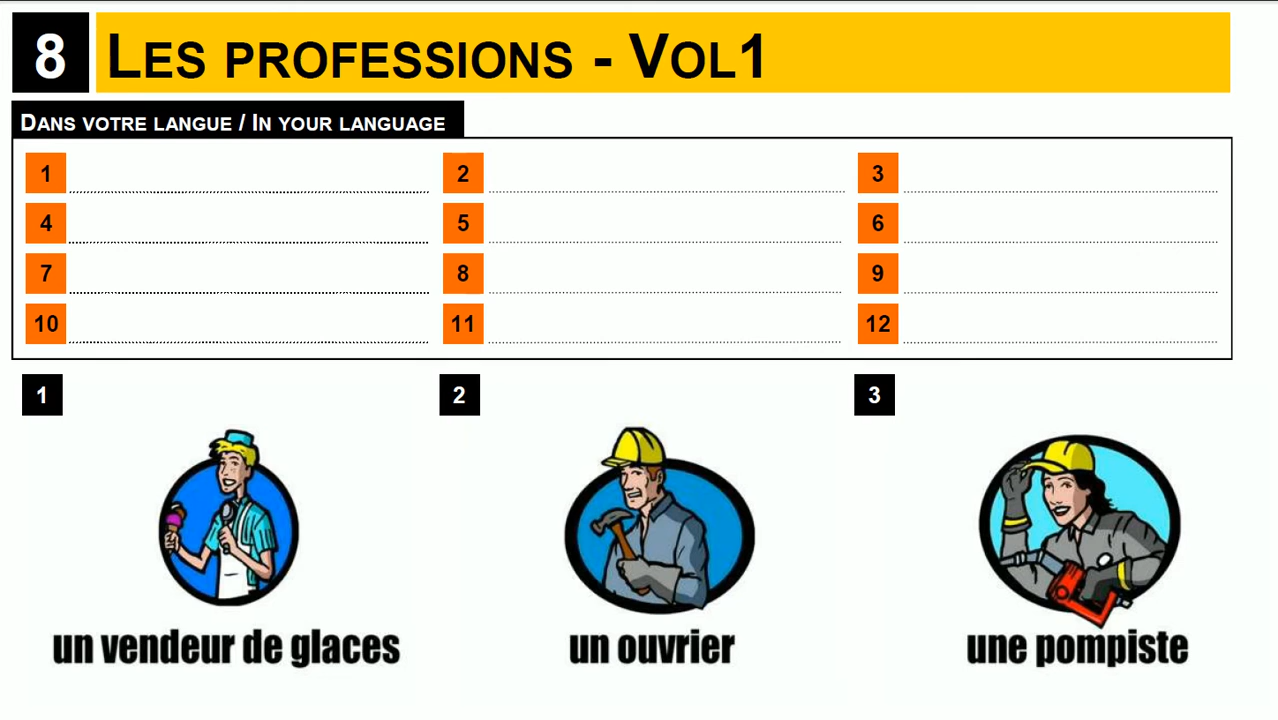 8 LES PROFESSIONS - VOL1
DANS VOTRE LANGUE / IN YOUR LANGUAGE
1 2 3
4 5 6
7 8 9
10 11 12
1 2 3
un vendeur de glaces un ouvrier une pompiste